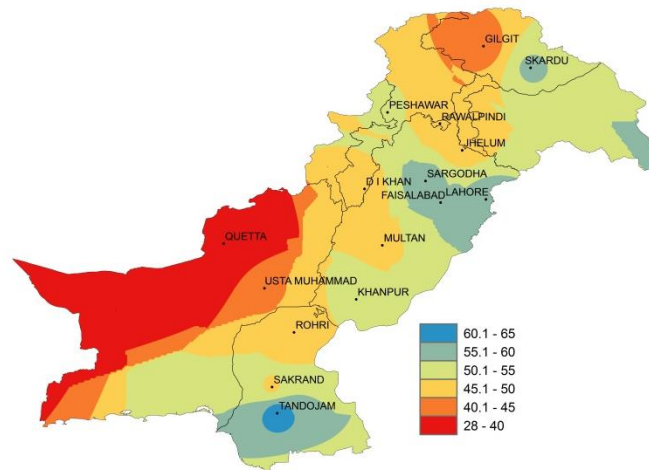 GILGIT
SKARDU
PESHAWAR
RAWALPINDI
JHELUM
D I KHAN
SARGODHA
FAISALABAD
LAHORE
QUETTA
MULTAN
USTA MUHAMMAD
KHANPUR
ROHRI
SAKRAND
TANDOJAM
60.1 - 65
55.1 - 60
50.1 - 55
45.1 - 50
40.1 - 45
28 - 40